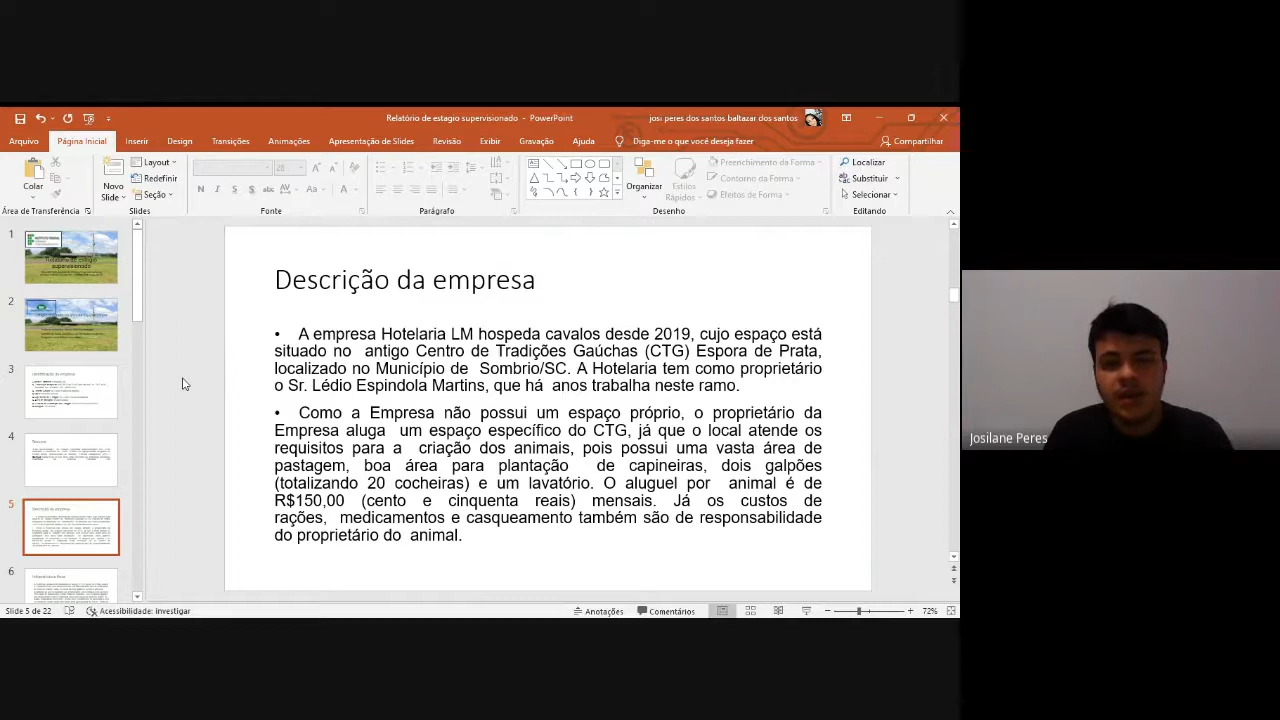 Relatório de estagio supervisionado - PowerPoint
josi peres dos santos baltazar dos santos
Arquivo Página Inicial Inserir Design Transições Animações Apresentação de Slides Revisão Exibir Gravação Ajuda Diga-me o que você deseja fazer Compartilhar
Colar
Novo Slide
Layout
Redefinir
Seção
N I S S abc AV Aa A
Organizar
Estilos Rápidos
Preenchimento da Forma
Contorno da Forma
Efeitos de Forma
Localizar
Substituir
Selecionar
Área de Transferência Slides Fonte Parágrafo Desenho Editando
1
2
3
4
5
6
Descrição da empresa
• A empresa Hotelaria LM hospeda cavalos desde 2019, cujo espaço está
situado no antigo Centro de Tradições Gaúchas (CTG) Espora de Prata,
localizado no Município de Sombrio/SC. A Hotelaria tem como proprietário
o Sr. Lédio Espindola Martins, que há anos trabalha neste ramo.
• Como a Empresa não possui um espaço próprio, o proprietário da
Empresa aluga um espaço específico do CTG, já que o local atende os
requisitos para a criação dos animais, pois possui uma vasta área de
pastagem, boa área para plantação de capineiras, dois galpões
(totalizando 20 cocheiras) e um lavatório. O aluguel por animal é de
R$150,00 (cento e cinquenta reais) mensais. Já os custos de
rações, medicamentos e casqueamento também são de responsabilidade
do proprietário do animal.
Josilane Peres
Slide 5 de 22 Acessibilidade: investigar Anotações Comentários 72%